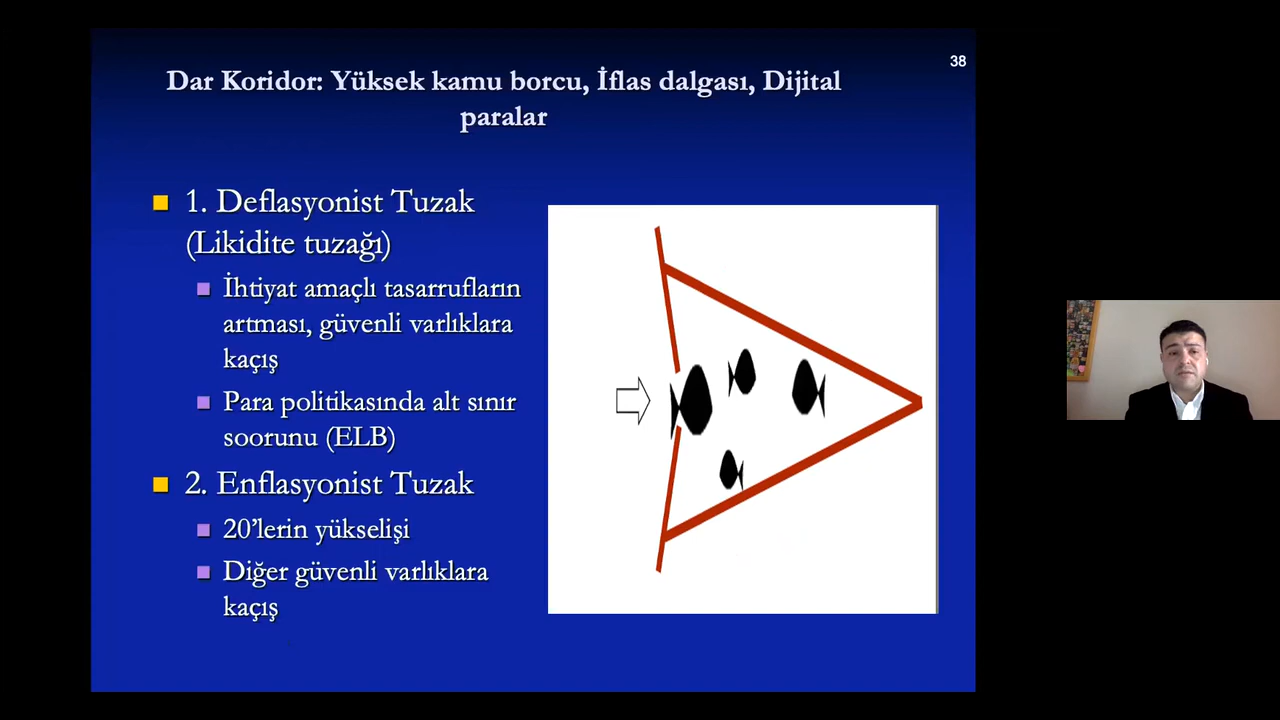 38
Dar Koridor: Yüksek kamu borcu, İflas dalgası, Dijital
paralar
1. Deflasyonist Tuzak
(Likidite tuzağı)
İhtiyat amaçlı tasarrufların
artması, güvenli varlıklara
kaçış
Para politikasında alt sınır
soorunu (ELB)
2. Enflasyonist Tuzak
20’lerin yükselişi
Diğer güvenli varlıklara
kaçış